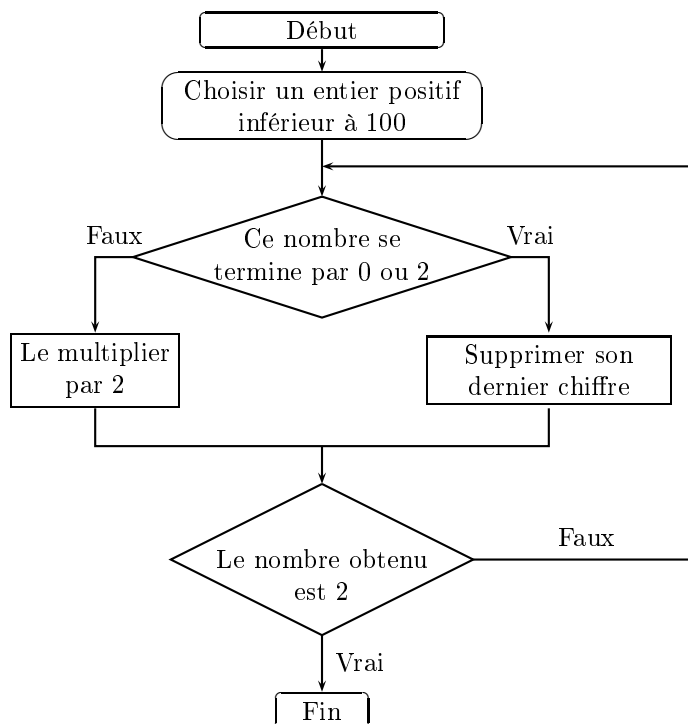 Début
Choisir un entier positif
inférieur à 100
Faux
Ce nombre se
termine par 0 ou 2
Vrai
Le multiplier
par 2
Supprimer son
dernier chiffre
Le nombre obtenu
est 2
Faux
Vrai
Fin